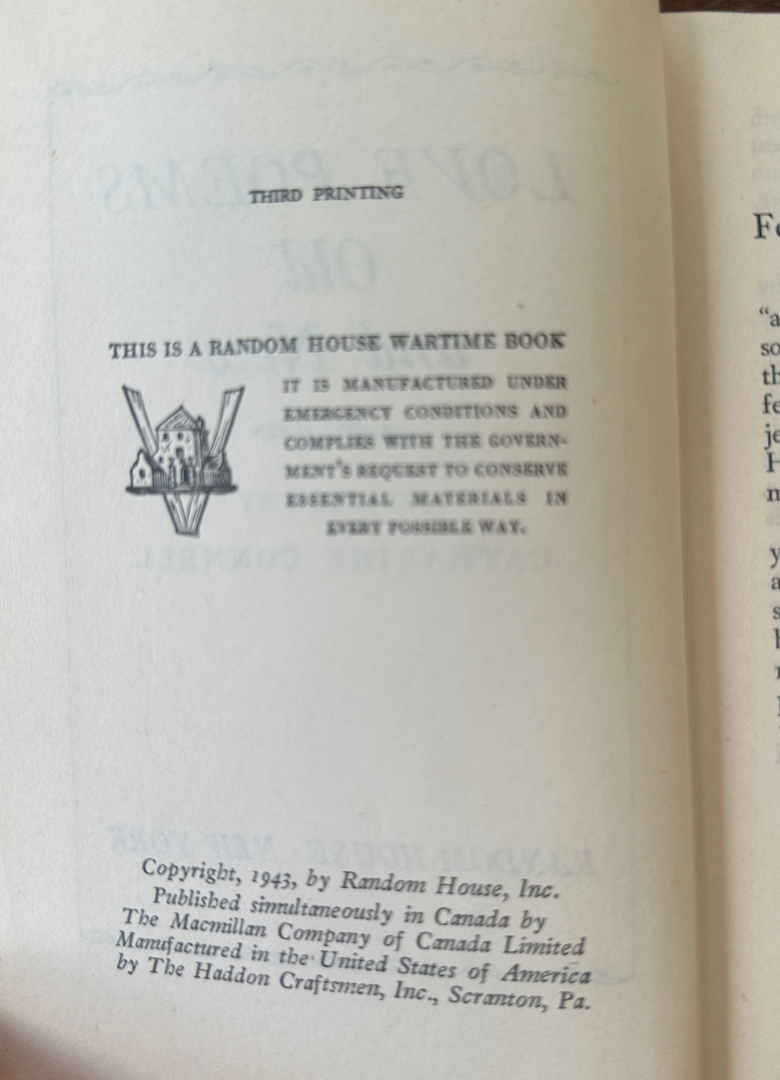 THIRD PRINTING
THIS IS A RANDOM HOUSE WARTIME BOOK
IT IS MANUFACTURED UNDER
EMERGENCY CONDITIONS AND
COMPLIES WITH THE GOVERN-
MENT'S REQUEST TO CONSERVE
ESSENTIAL MATERIALS IN
EVERY POSSIBLE WAY.
Copyright, 1943, by Random House, Inc.
Published simultaneously in Canada by
The Macmillan Company of Canada Limited
Manufactured in the United States of America
by The Haddon Craftsmen, Inc., Scranton, Pa.